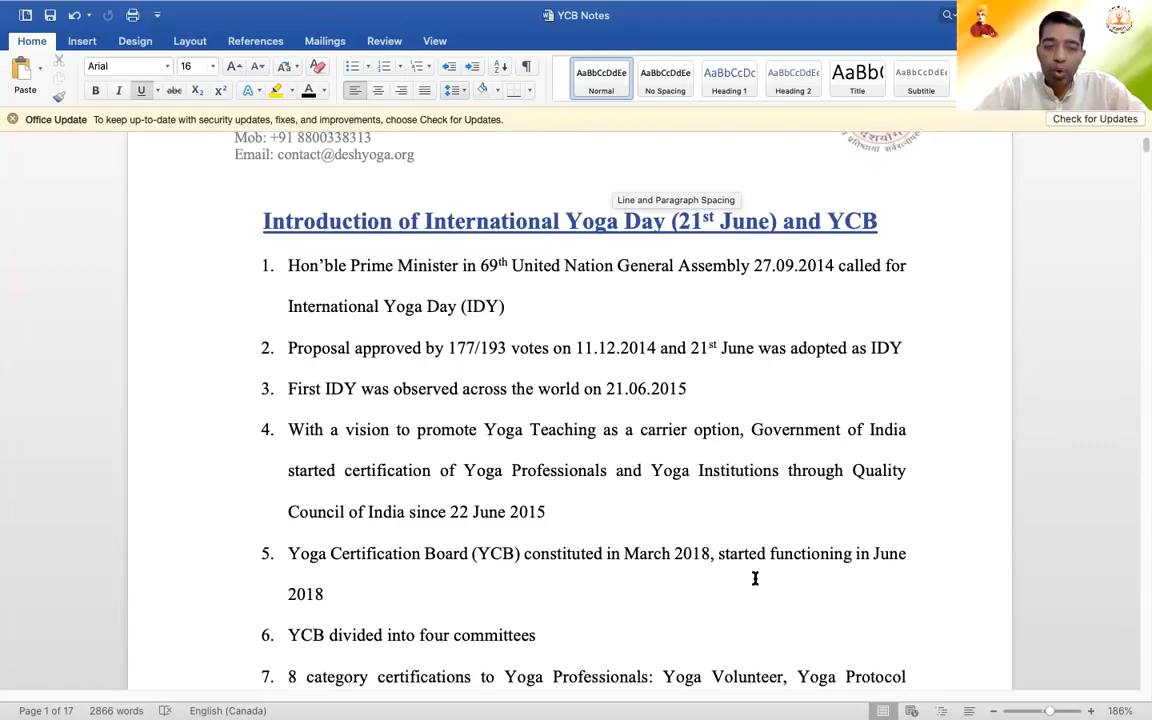 YCB Notes
Home Insert Design Layout References Mailings Review View
Paste
Arial 16
B I U abc X2 X2 A A
AaBbCcDdEe AaBbCcDdEe AaBbCcDc AaBbCcDdEe AaBb( AaBbCcDdEe
Normal No Spacing Heading 1 Heading 2 Title Subtitle
Office Update To keep up-to-date with security updates, fixes, and improvements, choose Check for Updates. Check for Updates
Mob: +91 8800338313
Email: contact@deshyoga.org
Line and Paragraph Spacing
Introduction of International Yoga Day (21st June) and YCB
1. Hon’ble Prime Minister in 69th United Nation General Assembly 27.09.2014 called for
International Yoga Day (IDY)
2. Proposal approved by 177/193 votes on 11.12.2014 and 21st June was adopted as IDY
3. First IDY was observed across the world on 21.06.2015
4. With a vision to promote Yoga Teaching as a carrier option, Government of India
started certification of Yoga Professionals and Yoga Institutions through Quality
Council of India since 22 June 2015
5. Yoga Certification Board (YCB) constituted in March 2018, started functioning in June
2018
6. YCB divided into four committees
7. 8 category certifications to Yoga Professionals: Yoga Volunteer, Yoga Protocol
Page 1 of 17 2866 words English (Canada) 186%